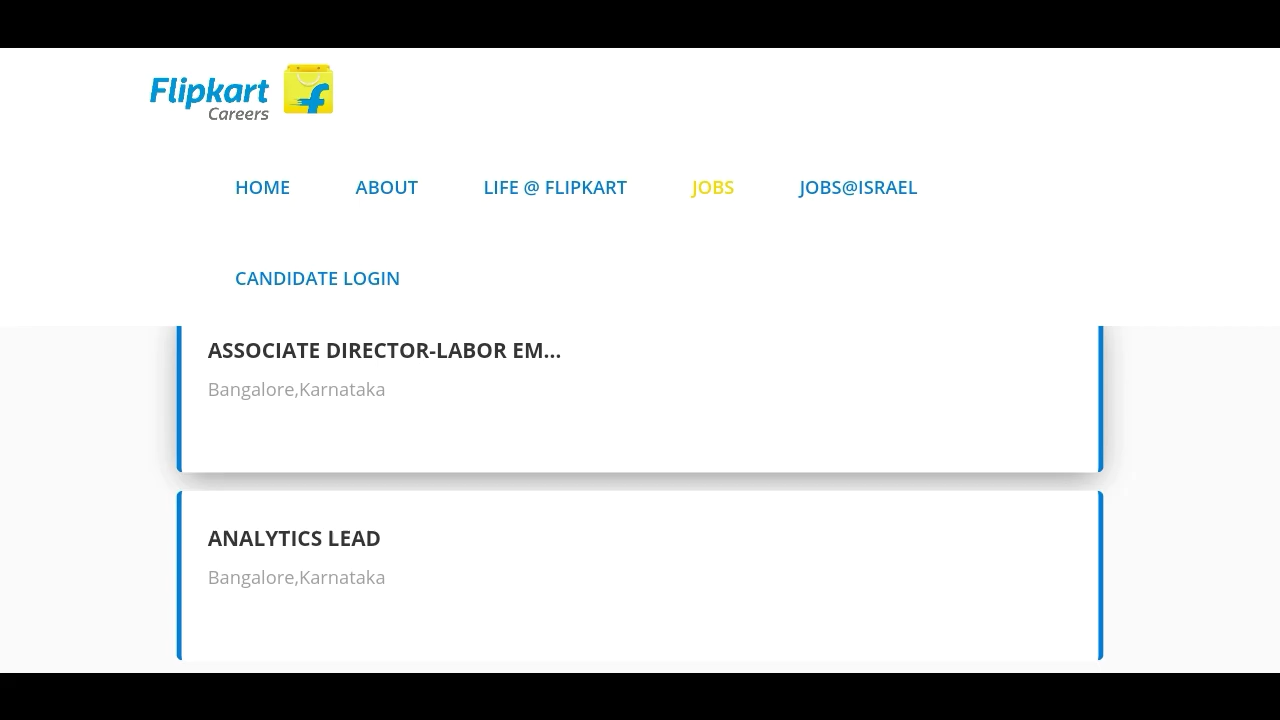 Flipkart
Careers
HOME ABOUT LIFE @ FLIPKART JOBS JOBS@ISRAEL
CANDIDATE LOGIN
ASSOCIATE DIRECTOR-LABOR EM...
Bangalore,Karnataka
ANALYTICS LEAD
Bangalore,Karnataka